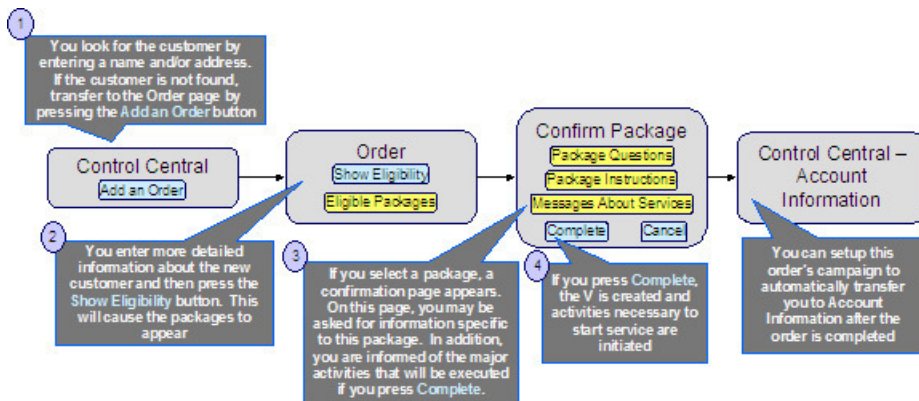 1
You look for the customer by
entering a name and/or address.
If the customer is not found,
transfer to the Order page by
pressing the Add an Order button
Control Central
Add an Order
Order
Show Eligibility
Eligible Packages
Confirm Package
Package Questions
Package Instructions
Messages About Services
Complete
Cancel
Control Central –
Account
Information
2
You enter more detailed
information about the new
customer and then press the
Show Eligibility button. This
will cause the packages to
appear
3
If you select a package, a
confirmation page appears.
On this page, you may be
asked for information specific
to this package. In addition,
you are informed of the major
activities that will be executed
if you press Complete.
4
If you press Complete,
the V is created and
activities necessary to
start service are
initiated
You can setup this
order's campaign to
automatically transfer
you to Account
Information after the
order is completed